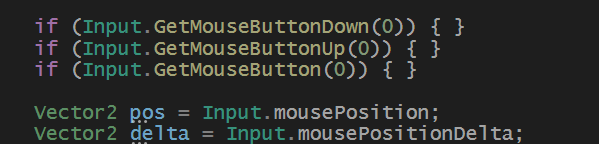 if (Input.GetMouseButtonDown(0)) { }
if (Input.GetMouseButtonUp(0)) { }
if (Input.GetMouseButton(0)) { }
Vector2 pos = Input.mousePosition;
Vector2 delta = Input.mousePositionDelta;